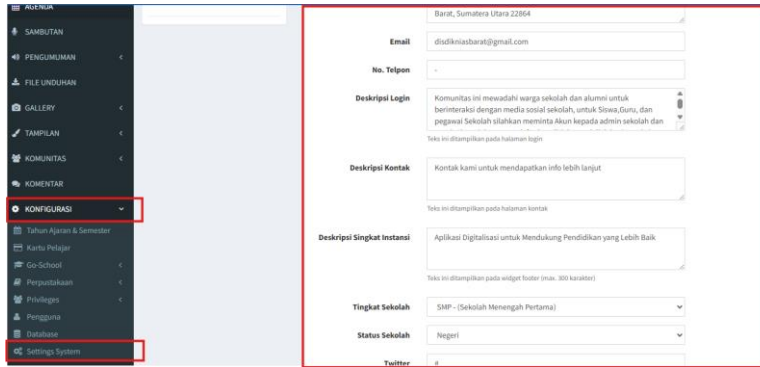 AGENDA
SAMBUTAN
PENGUMUMAN
FILE UNDUHAN
GALLERY
TAMPILAN
KOMUNITAS
KOMENTAR
KONFIGURASI
Tahun Ajaran & Semester
Kartu Pelajar
Go-School
Perpustakaan
Privileges
Pengguna
Database
Settings System
Barat, Sumatera Utara 22864
Email
disdikniasbarat@gmail.com
No. Telpon
-
Deskripsi Login
Komunitas ini mewadahi warga sekolah dan alumni untuk
berinteraksi dengan media sosial sekolah, untuk Siswa,Guru, dan
pegawai Sekolah silahkan meminta Akun kepada admin sekolah dan
Teks ini ditampilkan pada halaman login
Deskripsi Kontak
Kontak kami untuk mendapatkan info lebih lanjut
Teks ini ditampilkan pada halaman kontak
Deskripsi Singkat Instansi
Aplikasi Digitalisasi untuk Mendukung Pendidikan yang Lebih Baik
Teks ini ditampilkan pada widget footer (max. 300 karakter)
Tingkat Sekolah
SMP - (Sekolah Menengah Pertama)
Status Sekolah
Negeri
Twitter
#